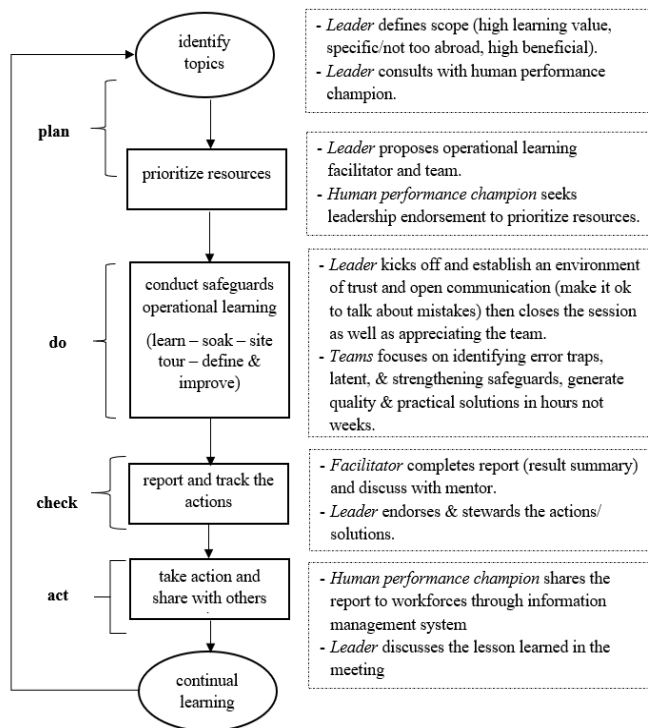 identify
topics
- Leader defines scope (high learning value,
specific/not too abroad, high beneficial).
- Leader consults with human performance
champion.
plan
prioritize resources
- Leader proposes operational learning
facilitator and team.
- Human performance champion seeks
leadership endorsement to prioritize resources.
do
conduct safeguards
operational learning
(learn – soak – site
tour – define &
improve)
- Leader kicks off and establish an environment
of trust and open communication (make it ok
to talk about mistakes) then closes the session
as well as appreciating the team.
- Teams focuses on identifying error traps,
latent, & strengthening safeguards, generate
quality & practical solutions in hours not
weeks.
check
report and track the
actions
- Facilitator completes report (result summary)
and discuss with mentor.
- Leader endorses & stewards the actions/
solutions.
act
take action and
share with others
- Human performance champion shares the
report to workforces through information
management system
- Leader discusses the lesson learned in the
meeting
continual
learning